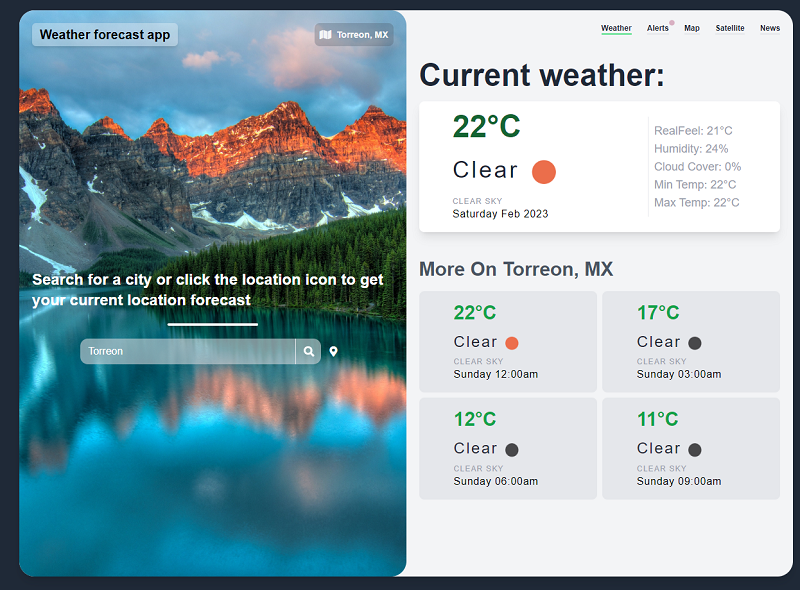 Weather forecast app
Torreon, MX
Search for a city or click the location icon to get
your current location forecast
Torreon
Weather Alerts Map Satellite News
Current weather:
22°C
Clear
CLEAR SKY
Saturday Feb 2023
RealFeel: 21°C
Humidity: 24%
Cloud Cover: 0%
Min Temp: 22°C
Max Temp: 22°C
More On Torreon, MX
22°C
Clear
CLEAR SKY
Sunday 12:00am
17°C
Clear
CLEAR SKY
Sunday 03:00am
12°C
Clear
CLEAR SKY
Sunday 06:00am
11°C
Clear
CLEAR SKY
Sunday 09:00am